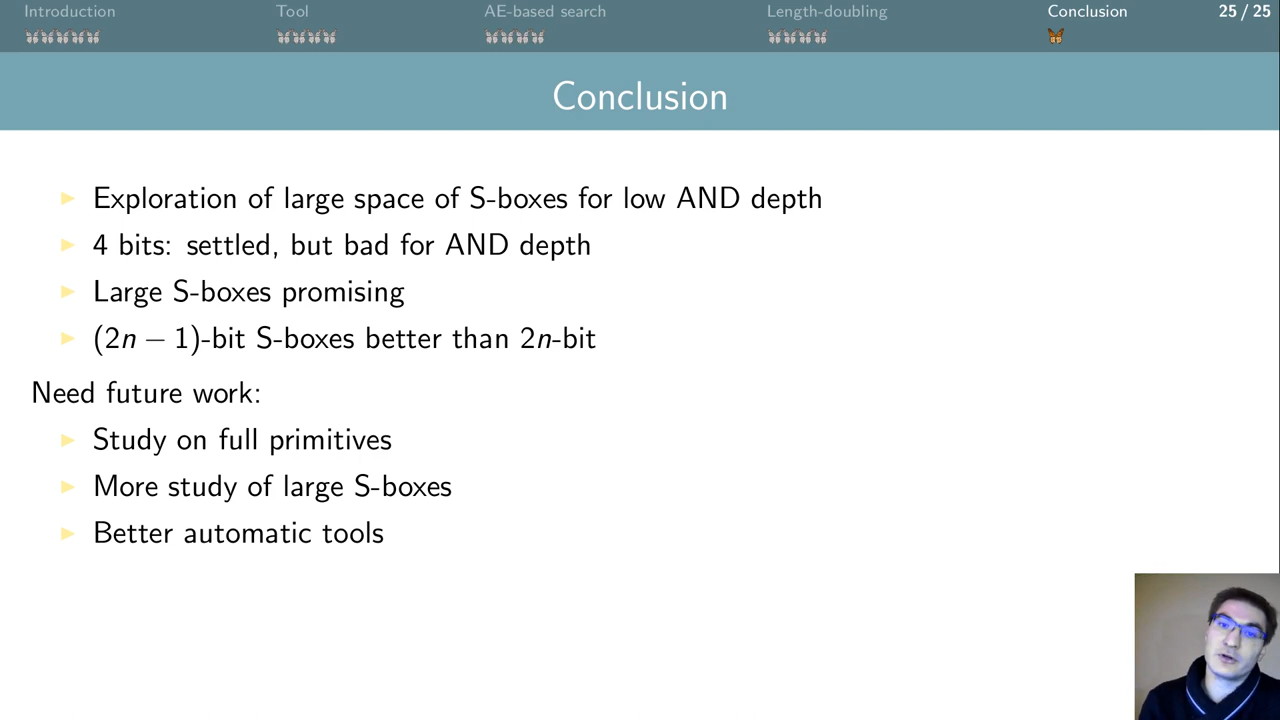 Introduction Tool AE-based search Length-doubling Conclusion 25 / 25
Conclusion
Exploration of large space of S-boxes for low AND depth
4 bits: settled, but bad for AND depth
Large S-boxes promising
(2n − 1)-bit S-boxes better than 2n-bit
Need future work:
Study on full primitives
More study of large S-boxes
Better automatic tools